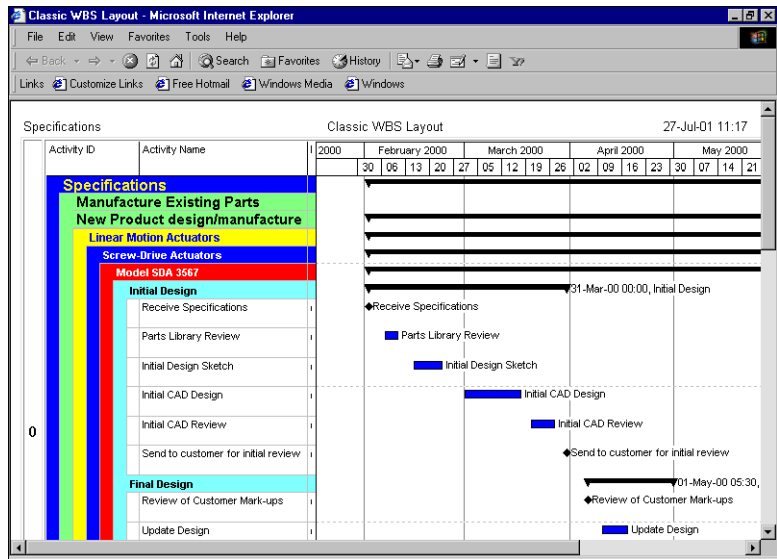 Classic WBS Layout - Microsoft Internet Explorer
File Edit View Favorites Tools Help
Back Search Favorites History
Links Customize Links Free Hotmail Windows Media Windows
Specifications Classic WBS Layout 27-Jul-01 11:17
Activity ID Activity Name 2000 February 2000 March 2000 April 2000 May 2000
30 06 13 20 27 05 12 19 26 02 09 16 23 30 07 14 21
Specifications
Manufacture Existing Parts
New Product design/manufacture
Linear Motion Actuators
Screw-Drive Actuators
Model SDA 3567
Initial Design 31-Mar-00 00:00, Initial Design
Receive Specifications Receive Specifications
Parts Library Review Parts Library Review
Initial Design Sketch Initial Design Sketch
Initial CAD Design Initial CAD Design
Initial CAD Review Initial CAD Review
0
Send to customer for initial review Send to customer for initial review
Final Design 01-May-00 05:30,
Review of Customer Mark-ups Review of Customer Mark-ups
Update Design Update Design